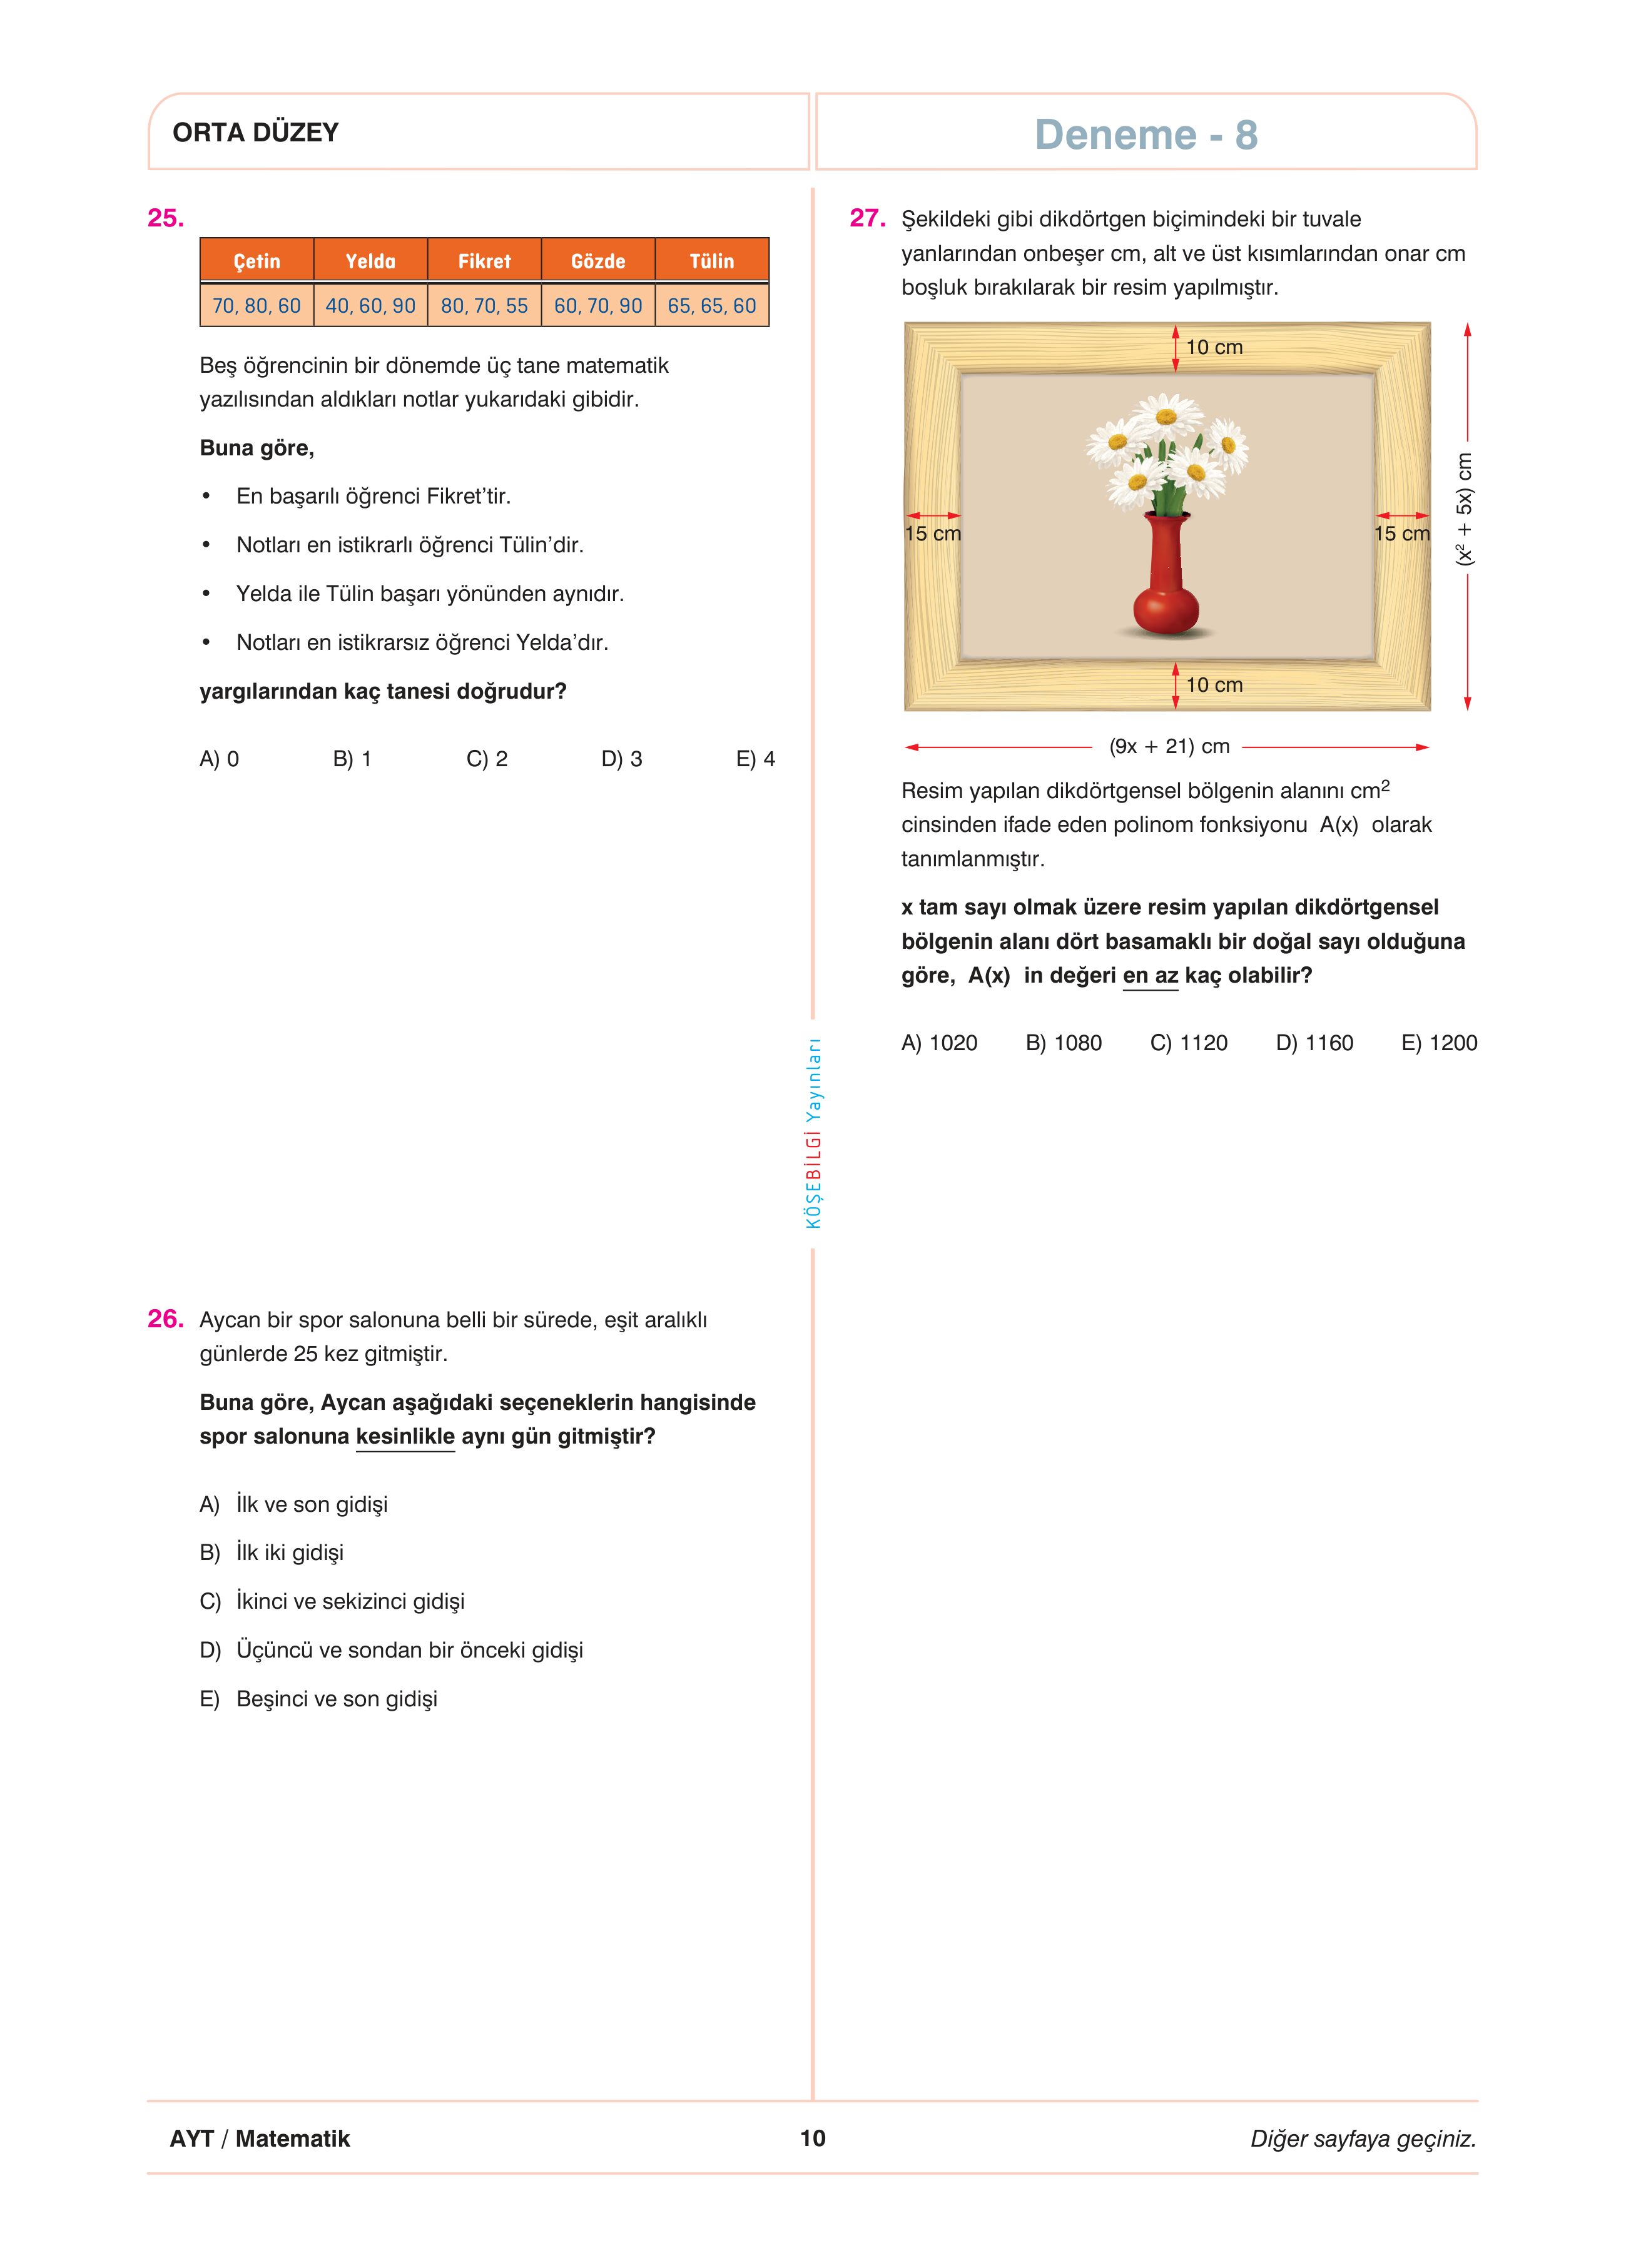 ORTA DÜZEY
Deneme - 8
25.
Çetin Yelda Fikret Gözde Tülin
70, 80, 60 40, 60, 90 80, 70, 55 60, 70, 90 65, 65, 60
Beş öğrencinin bir dönemde üç tane matematik
yazılısından aldıkları notlar yukarıdaki gibidir.
Buna göre,
• En başarılı öğrenci Fikret’tir.
• Notları en istikrarlı öğrenci Tülin’dir.
• Yelda ile Tülin başarı yönünden aynıdır.
• Notları en istikrarsız öğrenci Yelda’dır.
yargılarından kaç tanesi doğrudur?
A) 0 B) 1 C) 2 D) 3 E) 4
26. Aycan bir spor salonuna belli bir sürede, eşit aralıklı
günlerde 25 kez gitmiştir.
Buna göre, Aycan aşağıdaki seçeneklerin hangisinde
spor salonuna kesinlikle aynı gün gitmiştir?
A) İlk ve son gidişi
B) İlk iki gidişi
C) İkinci ve sekizinci gidişi
D) Üçüncü ve sondan bir önceki gidişi
E) Beşinci ve son gidişi
KÖŞEBİLGİ Yayınları
27. Şekildeki gibi dikdörtgen biçimindeki bir tuvale
yanlarından onbeşer cm, alt ve üst kısımlarından onar cm
boşluk bırakılarak bir resim yapılmıştır.
10 cm
15 cm
15 cm
(x² + 5x) cm
10 cm
(9x + 21) cm
Resim yapılan dikdörtgensel bölgenin alanını cm²
cinsinden ifade eden polinom fonksiyonu A(x) olarak
tanımlanmıştır.
x tam sayı olmak üzere resim yapılan dikdörtgensel
bölgenin alanı dört basamaklı bir doğal sayı olduğuna
göre, A(x) in değeri en az kaç olabilir?
A) 1020 B) 1080 C) 1120 D) 1160 E) 1200
AYT / Matematik
10
Diğer sayfaya geçiniz.